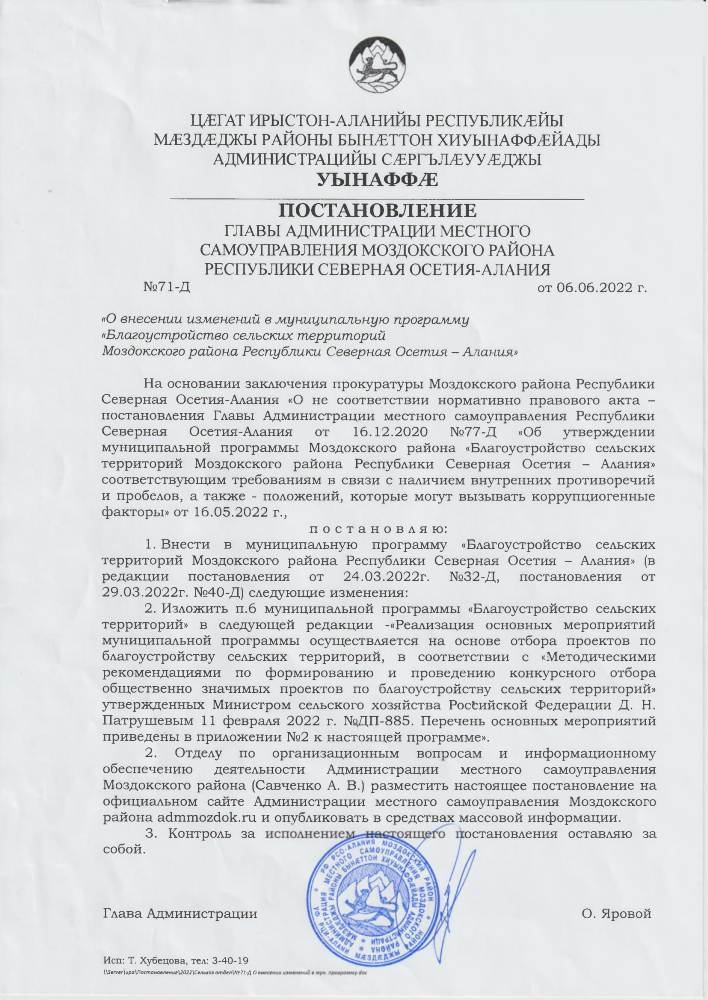 ЦÆГАТ ИРЫСТОН-АЛАНИЙЫ РЕСПУБЛИКÆЙЫ
МÆЗДÆДЖЫ РАЙОНЫ БЫНÆТТОН ХИУЫНАФФÆЙАДЫ
АДМИНИСТРАЦИЙЫ СÆРГЪЛÆУУÆДЖЫ
УЫНАФФÆ
ПОСТАНОВЛЕНИЕ
ГЛАВЫ АДМИНИСТРАЦИИ МЕСТНОГО
САМОУПРАВЛЕНИЯ МОЗДОКСКОГО РАЙОНА
РЕСПУБЛИКИ СЕВЕРНАЯ ОСЕТИЯ-АЛАНИЯ
№71-Д от 06.06.2022 г.
«О внесении изменений в муниципальную программу
«Благоустройство сельских территорий
Моздокского района Республики Северная Осетия – Алания»
На основании заключения прокуратуры Моздокского района Республики
Северная Осетия-Алания «О не соответствии нормативно правового акта –
постановления Главы Администрации местного самоуправления Республики
Северная Осетия-Алания от 16.12.2020 №77-Д «Об утверждении
муниципальной программы Моздокского района «Благоустройство сельских
территорий Моздокского района Республики Северная Осетия – Алания»
соответствующим требованиям в связи с наличием внутренних противоречий
и пробелов, а также - положений, которые могут вызывать коррупциогенные
факторы» от 16.05.2022 г.,
п о с т а н о в л я ю:
1. Внести в муниципальную программу «Благоустройство сельских
территорий Моздокского района Республики Северная Осетия – Алания» (в
редакции постановления от 24.03.2022г. №32-Д, постановления от
29.03.2022г. №40-Д) следующие изменения:
2. Изложить п.6 муниципальной программы «Благоустройство сельских
территорий» в следующей редакции -«Реализация основных мероприятий
муниципальной программы осуществляется на основе отбора проектов по
благоустройству сельских территорий, в соответствии с «Методическими
рекомендациями по формированию и проведению конкурсного отбора
общественно значимых проектов по благоустройству сельских территорий»
утвержденных Министром сельского хозяйства Российской Федерации Д. Н.
Патрушевым 11 февраля 2022 г. №ДП-885. Перечень основных мероприятий
приведены в приложении №2 к настоящей программе».
2. Отделу по организационным вопросам и информационному
обеспечению деятельности Администрации местного самоуправления
Моздокского района (Савченко А. В.) разместить настоящее постановление на
официальном сайте Администрации местного самоуправления Моздокского
района admmozdok.ru и опубликовать в средствах массовой информации.
3. Контроль за исполнением настоящего постановления оставляю за
собой.
Глава Администрации О. Яровой
Исп: Т. Хубецова, тел: 3-40-19